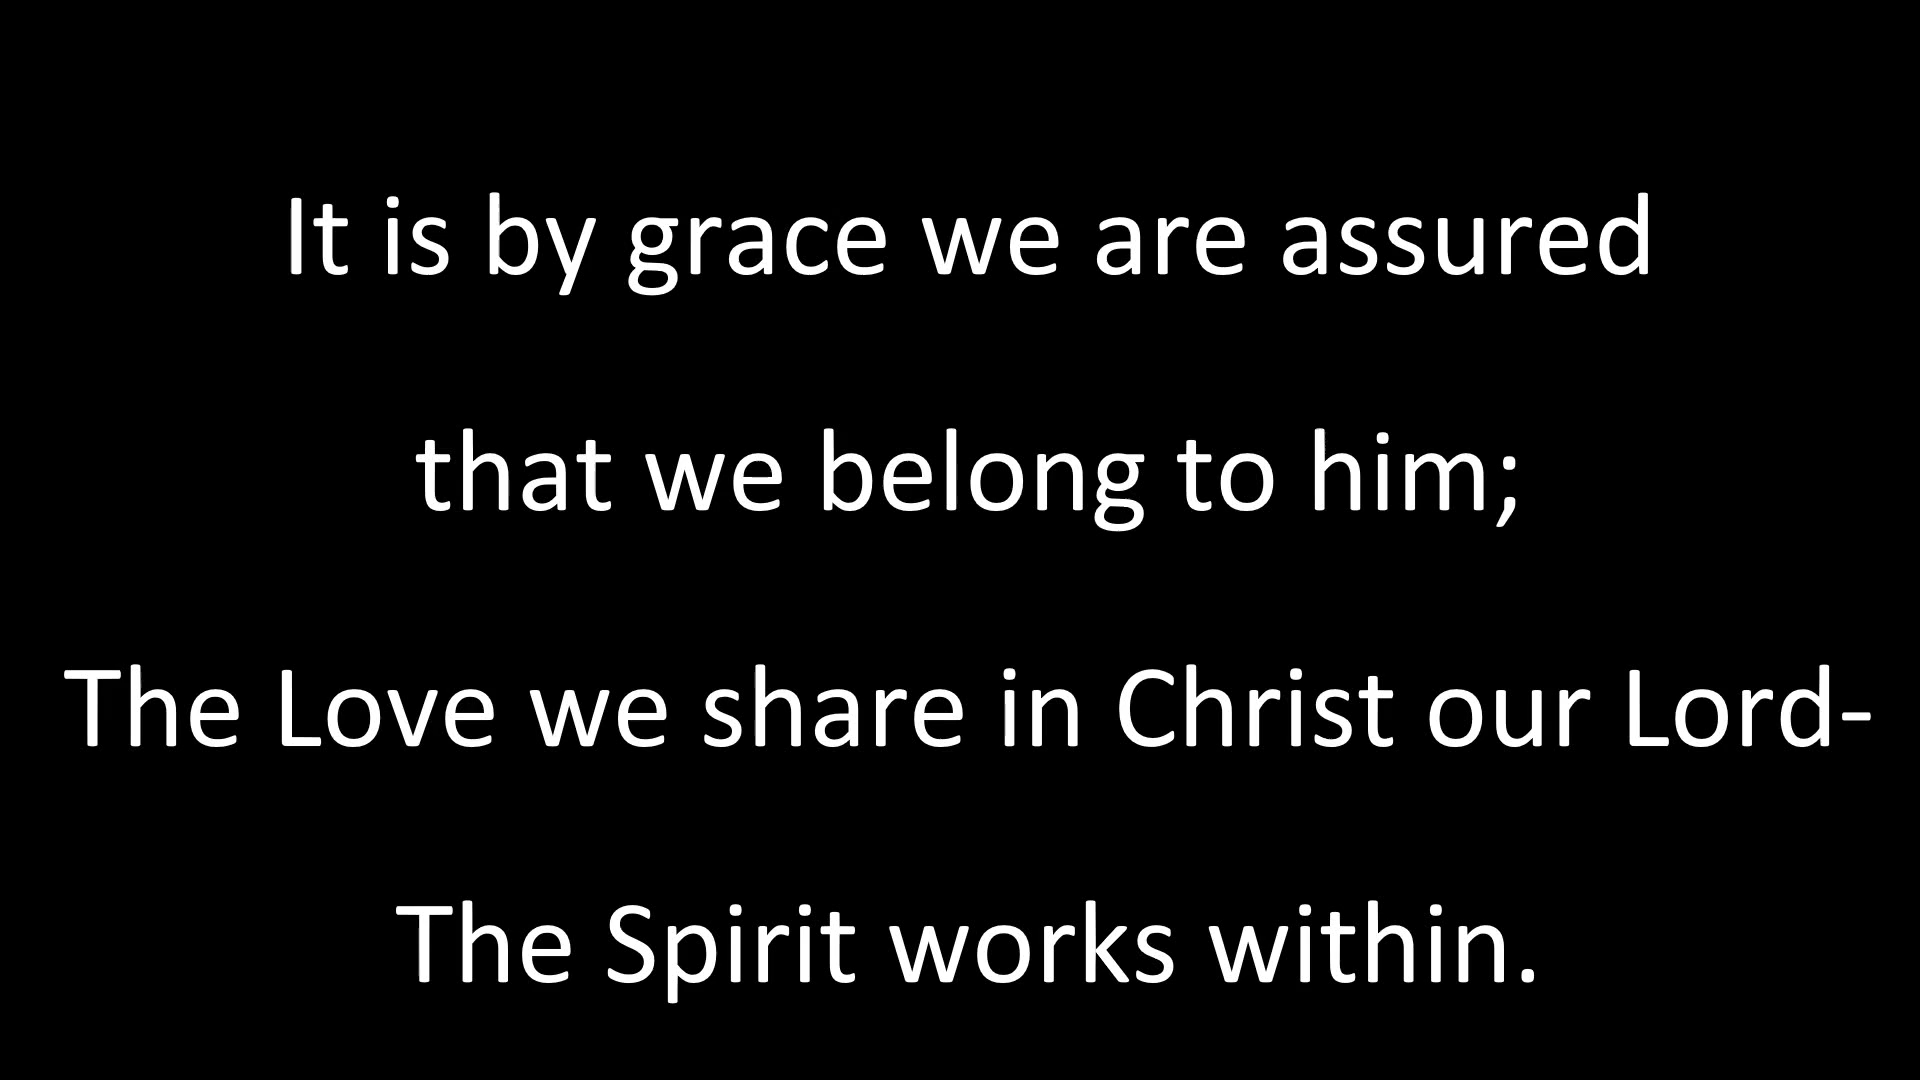 It is by grace we are assured
that we belong to him;
The Love we share in Christ our Lord-
The Spirit works within.